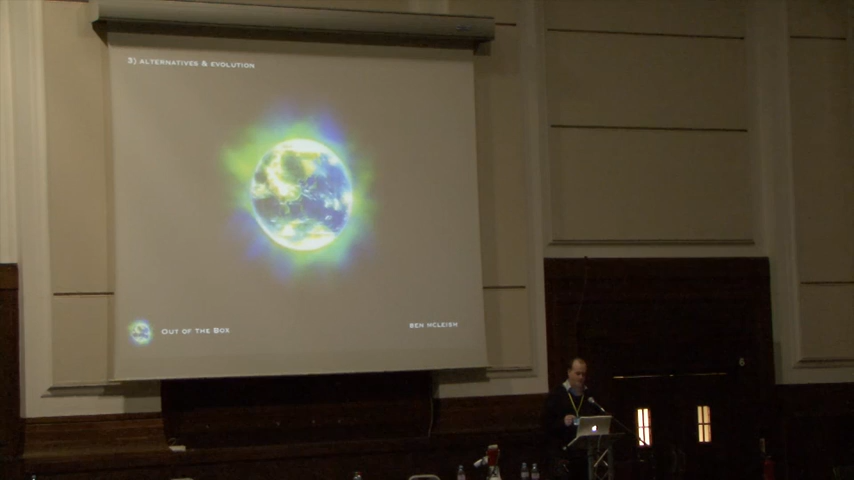 3) ALTERNATIVES & EVOLUTION
OUT OF THE BOX
BEN MCLEISH